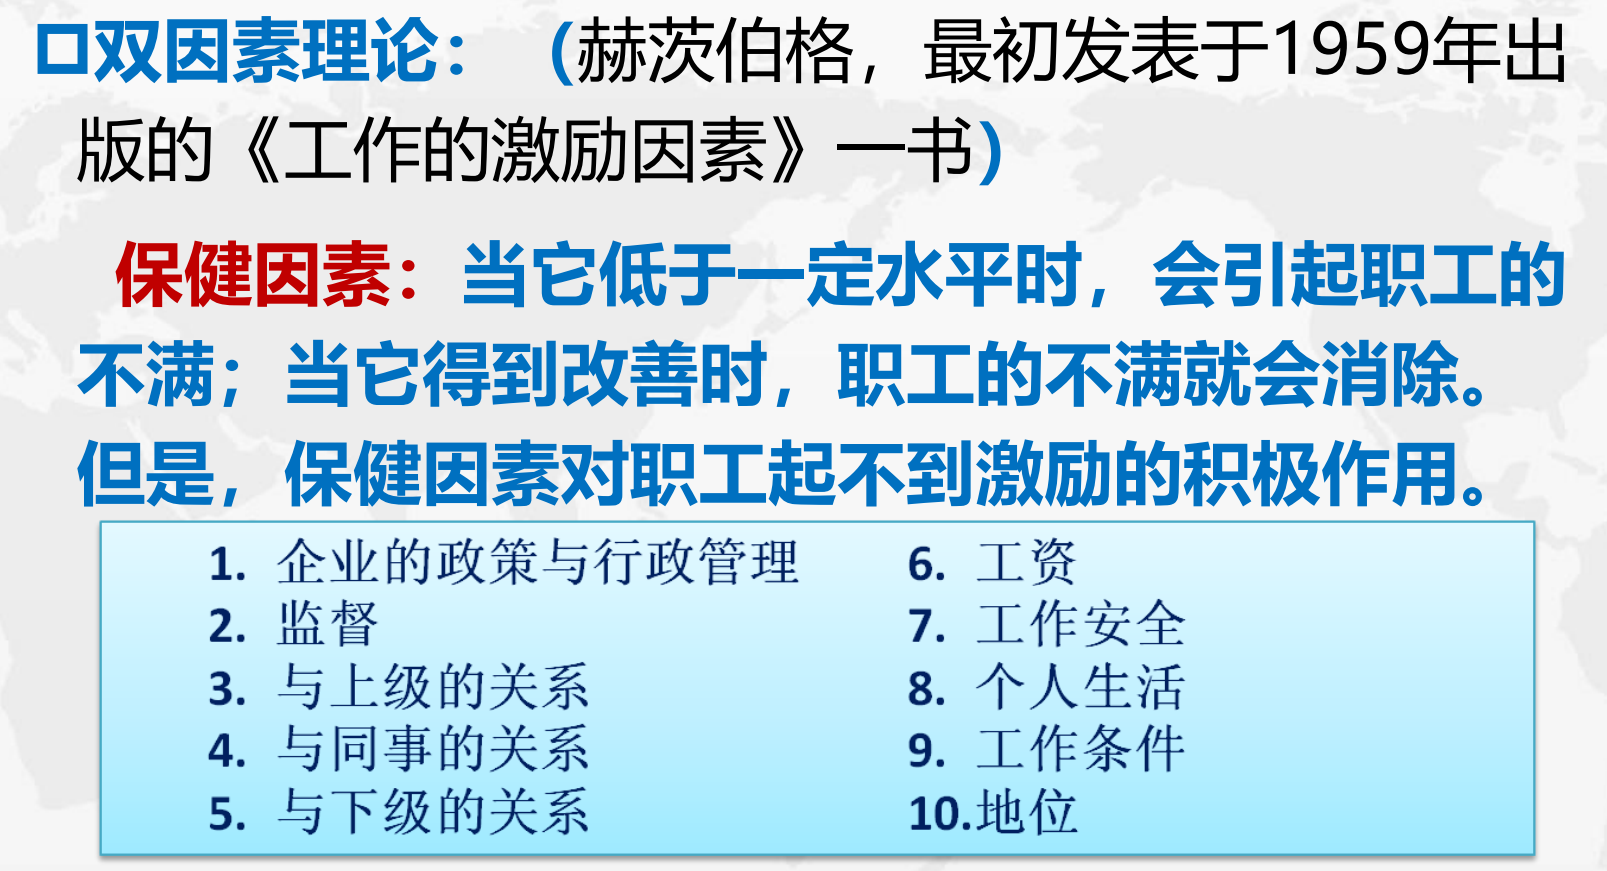 双因素理论：（赫茨伯格，最初发表于1959年出
版的《工作的激励因素》一书）
保健因素：当它低于一定水平时，会引起职工的
不满；当它得到改善时，职工的不满就会消除。
但是，保健因素对职工起不到激励的积极作用。
1. 企业的政策与行政管理
2. 监督
3. 与上级的关系
4. 与同事的关系
5. 与下级的关系
6. 工资
7. 工作安全
8. 个人生活
9. 工作条件
10.地位